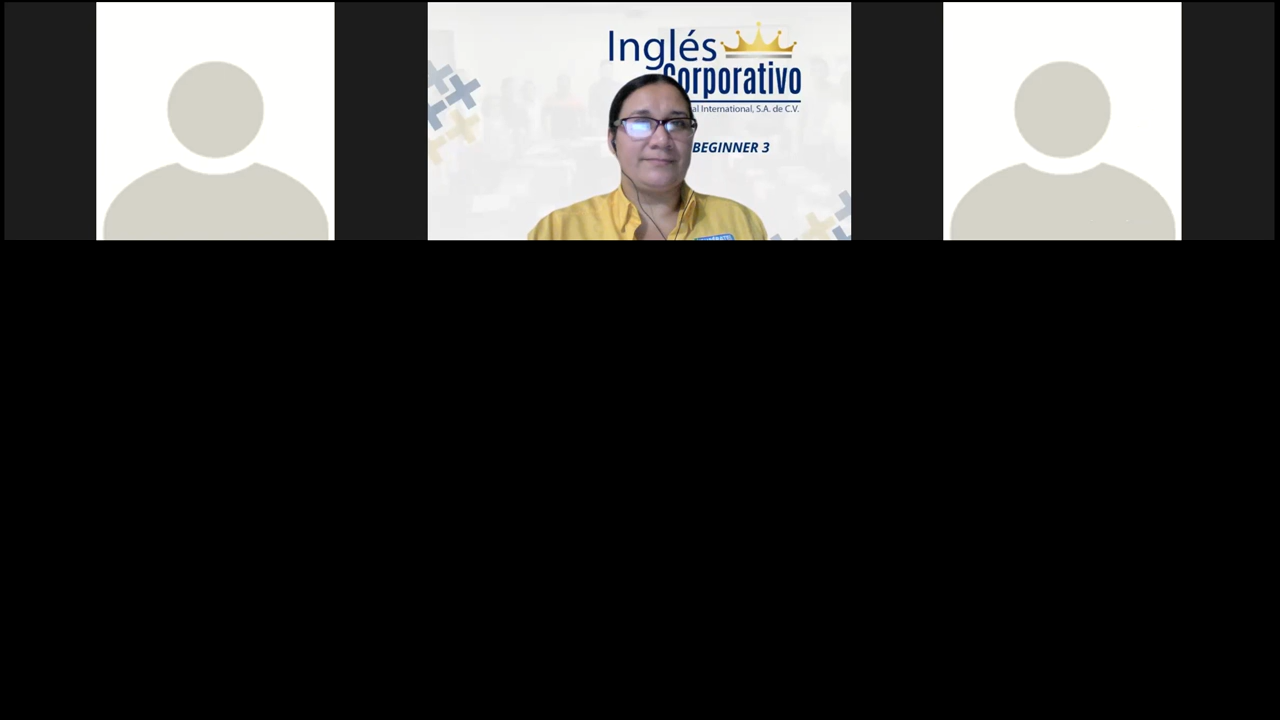 Inglés
Corporativo
al International, S.A. de C.V.
BEGINNER 3